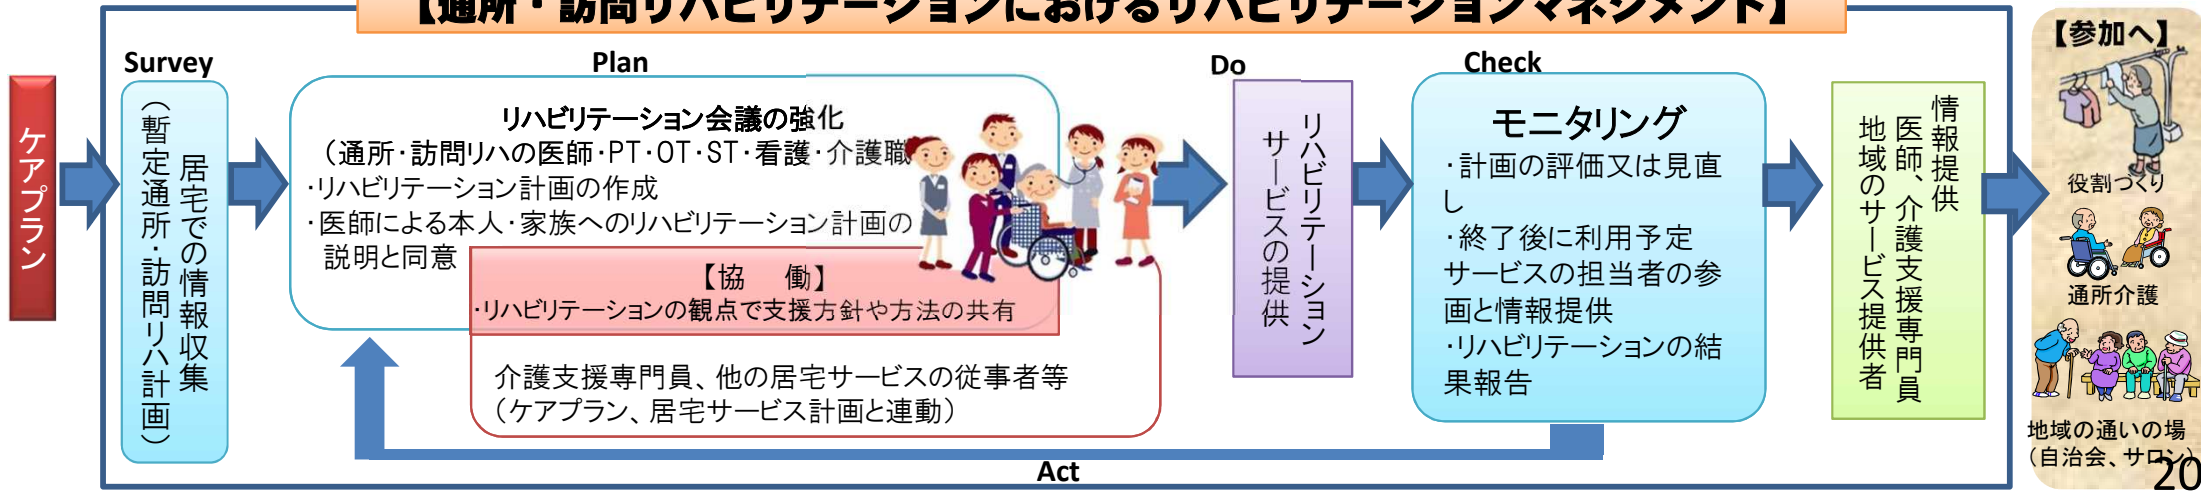 【通所・訪問リハビリテーションにおけるリハビリテーションマネジメント】
ケアプラン
Survey
居宅での情報収集
（暫定通所・訪問リハ計画）
Plan
リハビリテーション会議の強化
（通所・訪問リハの医師・PT・OT・ST・看護・介護職
・リハビリテーション計画の作成
・医師による本人・家族へのリハビリテーション計画の
説明と同意
【協　働】
・リハビリテーションの観点で支援方針や方法の共有
介護支援専門員、他の居宅サービスの従事者等
（ケアプラン、居宅サービス計画と連動）
Do
リハビリテーション
サービスの提供
Check
モニタリング
・計画の評価又は見直
し
・終了後に利用予定
サービスの担当者の参
画と情報提供
・リハビリテーションの結
果報告
Act
情報提供
医師、介護支援専門員
地域のサービス提供者
【参加へ】
役割づくり
通所介護
地域の通いの場
（自治会、サロン）
20